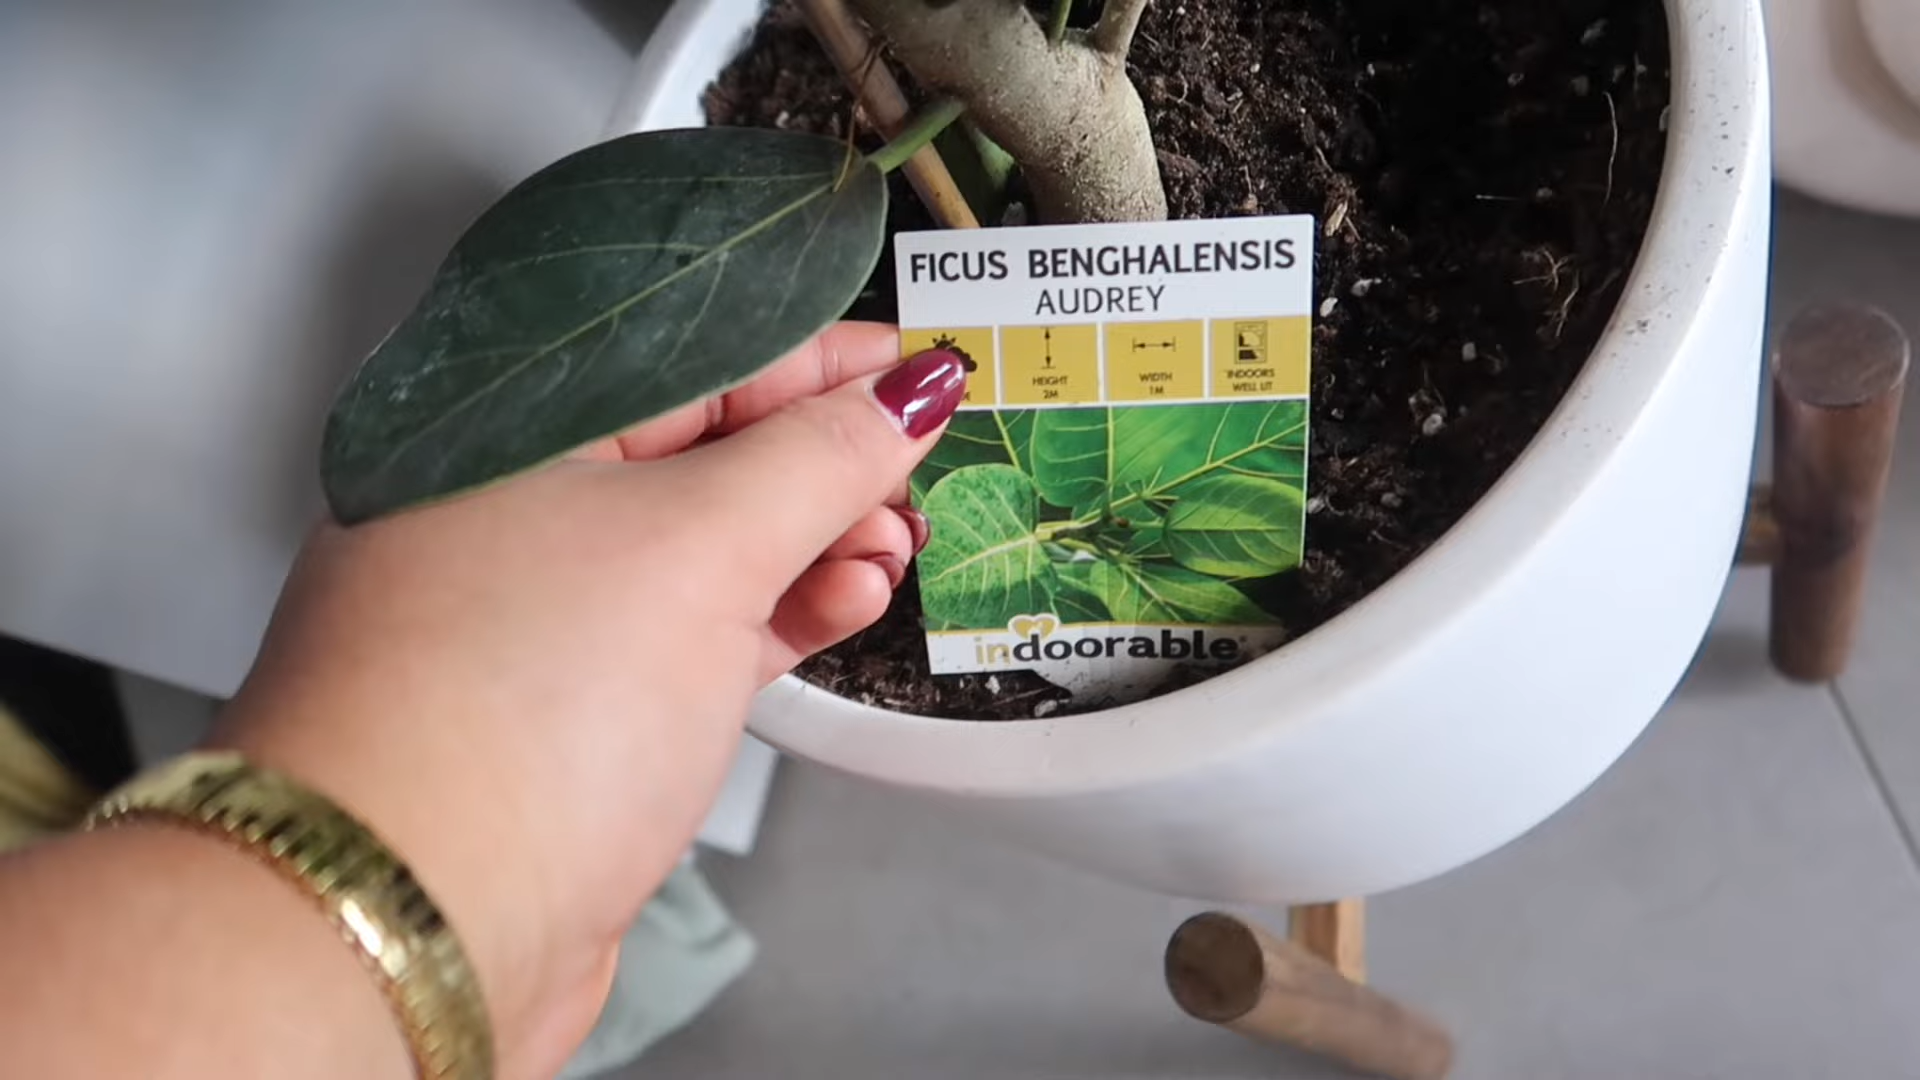 FICUS BENGHALENSIS
AUDREY
HEIGHT
2M
WIDTH
1M
INDOORS
WELL LIT
indoorable